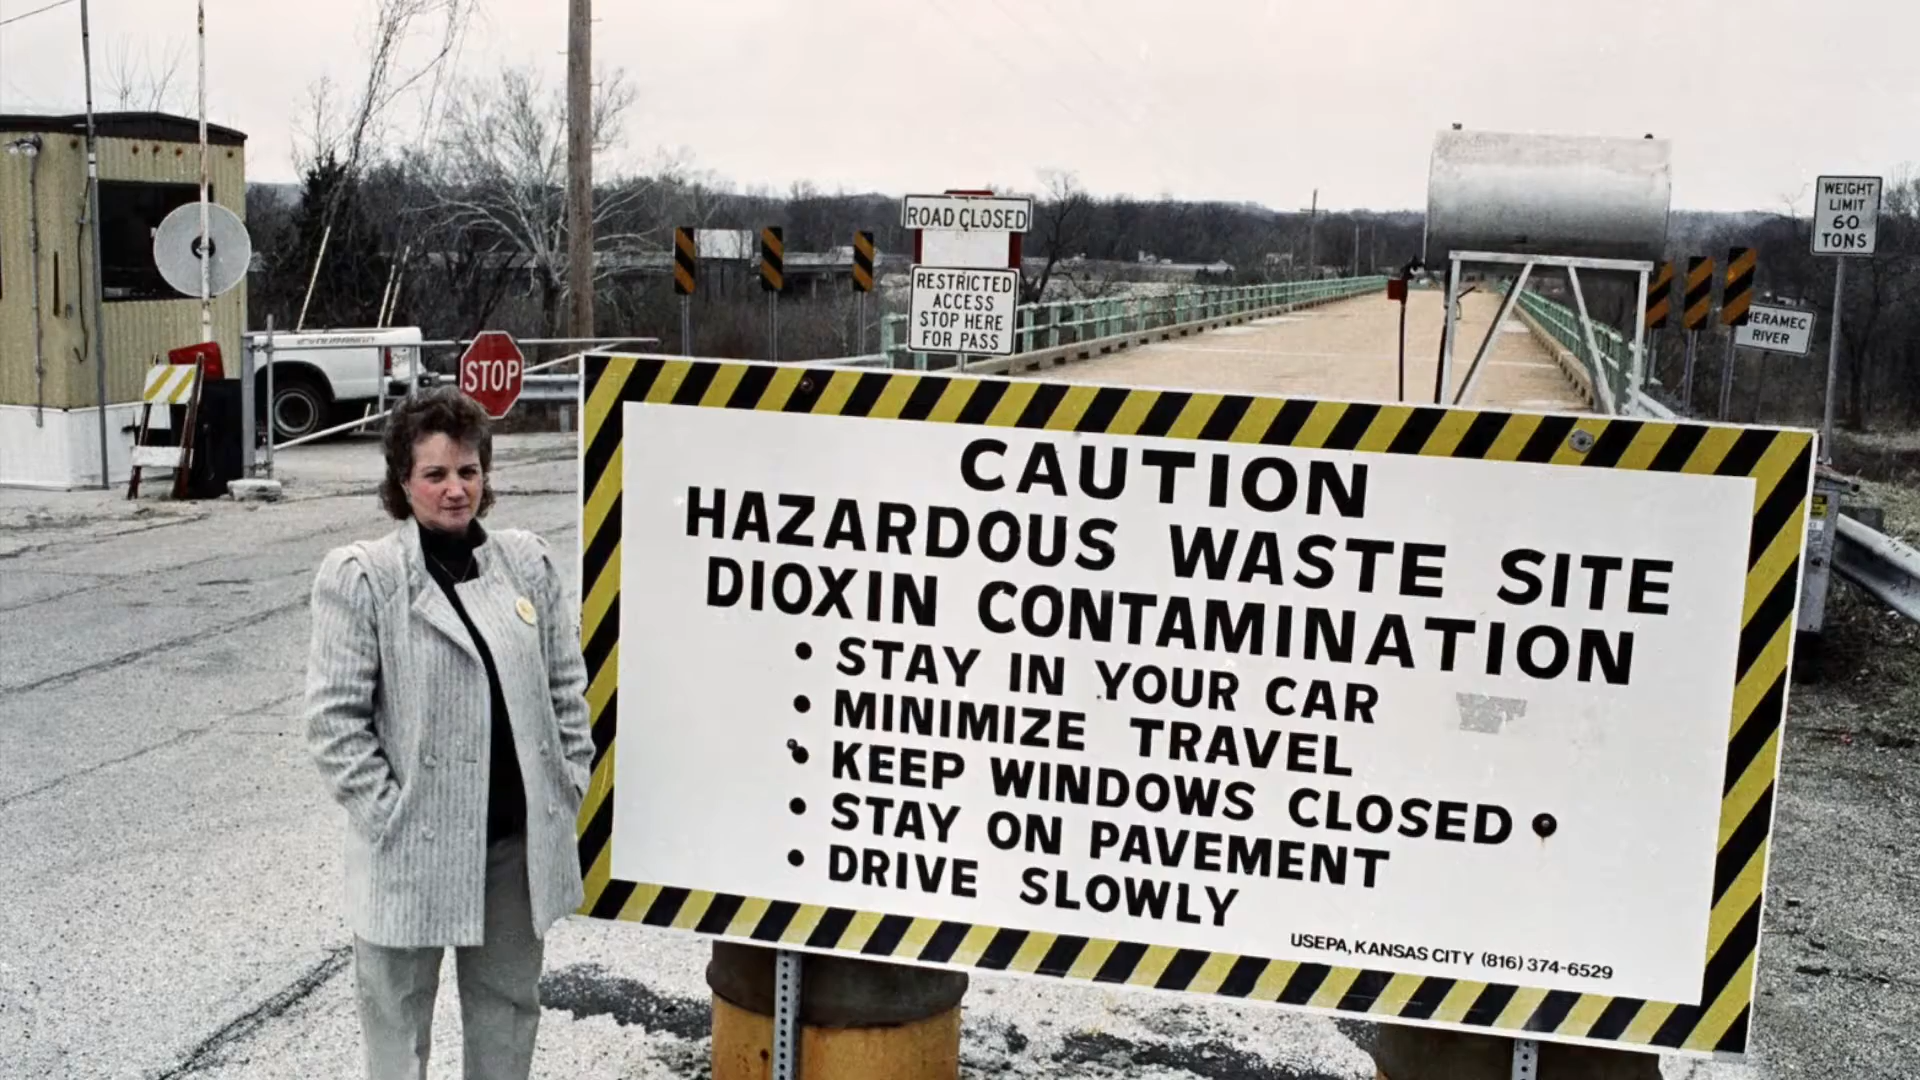 ROAD CLOSED
RESTRICTED
ACCESS
STOP HERE
FOR PASS
WEIGHT
LIMIT
60
TONS
MERAMEC
RIVER
STOP
CAUTION
HAZARDOUS WASTE SITE
DIOXIN CONTAMINATION
• STAY IN YOUR CAR
• MINIMIZE TRAVEL
• KEEP WINDOWS CLOSED
• STAY ON PAVEMENT
• DRIVE SLOWLY
USEPA, KANSAS CITY (816) 374-6529